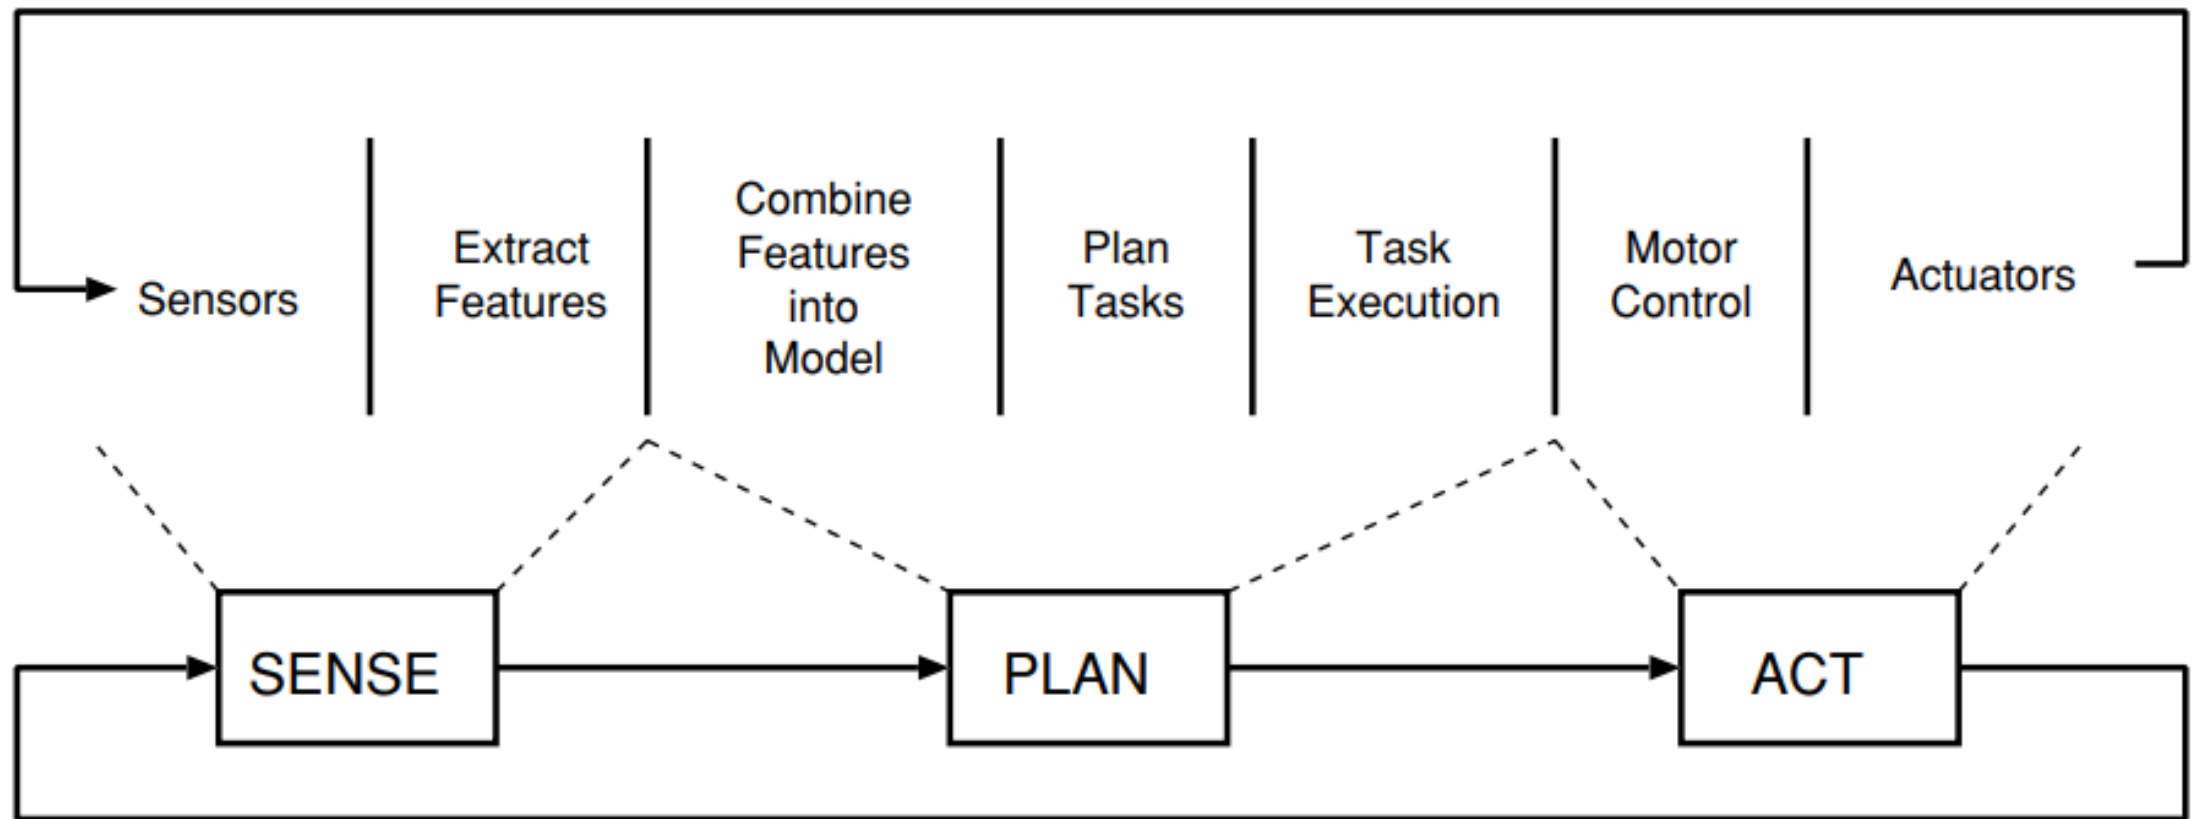 Sensors
Extract
Features
Combine
Features
into
Model
Plan
Tasks
Task
Execution
Motor
Control
Actuators
SENSE
PLAN
ACT